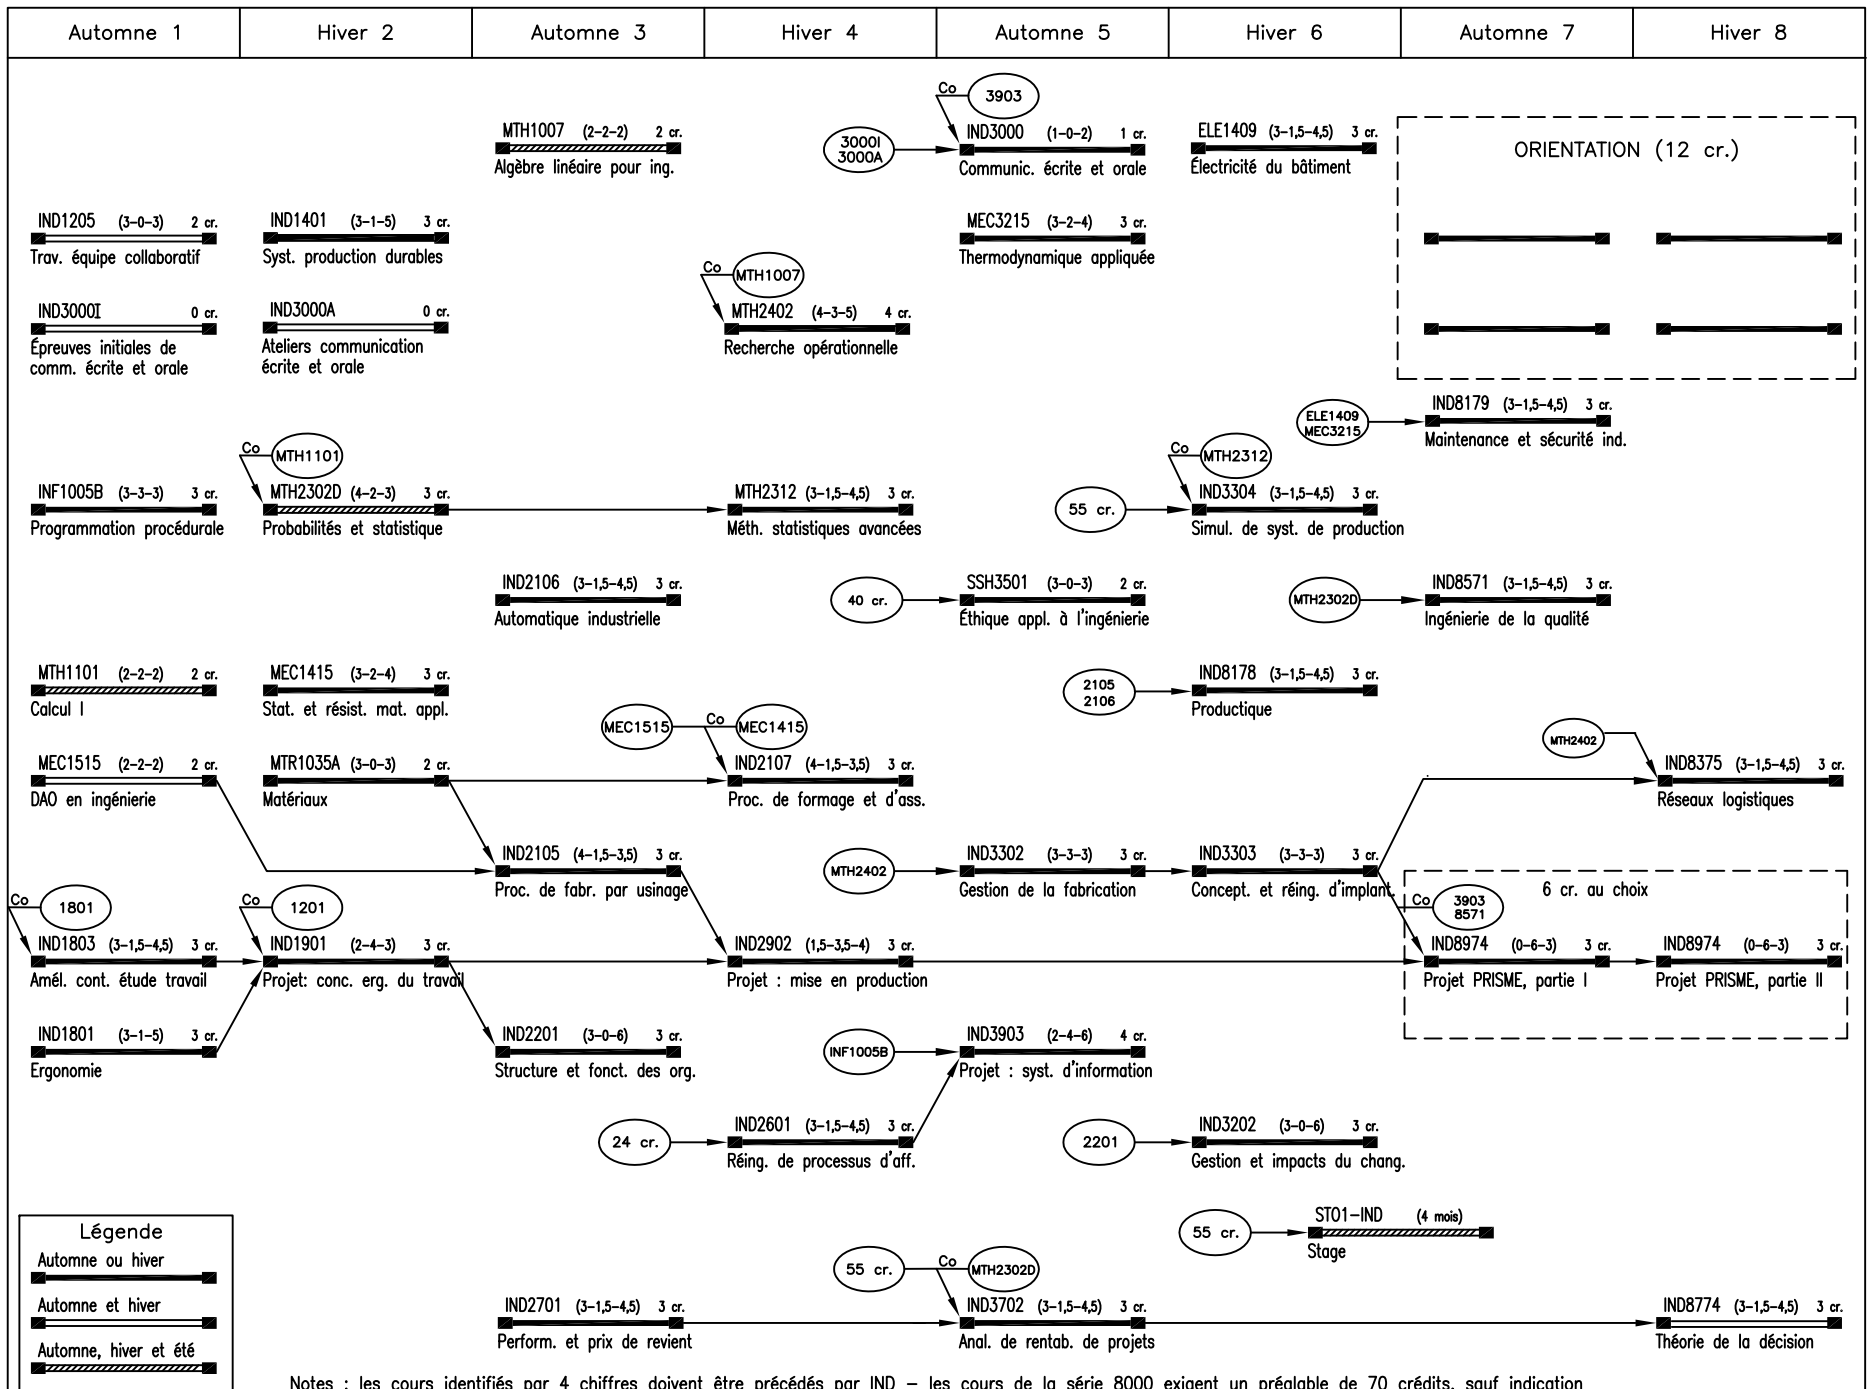 Automne 1
Hiver 2
Automne 3
Hiver 4
Automne 5
Hiver 6
Automne 7
Hiver 8
Co
3903
MTH1007 (2-2-2) 2 cr.
Algèbre linéaire pour ing.
3000I
3000A
IND3000 (1-0-2) 1 cr.
Communic. écrite et orale
ELE1409 (3-1,5-4,5) 3 cr.
Électricité du bâtiment
ORIENTATION (12 cr.)
IND1205 (3-0-3) 2 cr.
Trav. équipe collaboratif
IND1401 (3-1-5) 3 cr.
Syst. production durables
MEC3215 (3-2-4) 3 cr.
Thermodynamique appliquée
Co
MTH1007
IND3000I 0 cr.
Épreuves initiales de
comm. écrite et orale
IND3000A 0 cr.
Ateliers communication
écrite et orale
MTH2402 (4-3-5) 4 cr.
Recherche opérationnelle
ELE1409
MEC3215
IND8179 (3-1,5-4,5) 3 cr.
Maintenance et sécurité ind.
Co
MTH1101
Co
MTH2312
INF1005B (3-3-3) 3 cr.
Programmation procédurale
MTH2302D (4-2-3) 3 cr.
Probabilités et statistique
MTH2312 (3-1,5-4,5) 3 cr.
Méth. statistiques avancées
55 cr.
IND3304 (3-1,5-4,5) 3 cr.
Simul. de syst. de production
IND2106 (3-1,5-4,5) 3 cr.
Automatique industrielle
40 cr.
SSH3501 (3-0-3) 2 cr.
Éthique appl. à l'ingénierie
MTH2302D
IND8571 (3-1,5-4,5) 3 cr.
Ingénierie de la qualité
MTH1101 (2-2-2) 2 cr.
Calcul I
MEC1415 (3-2-4) 3 cr.
Stat. et résist. mat. appl.
2105
2106
IND8178 (3-1,5-4,5) 3 cr.
Productique
MEC1515
Co
MEC1415
MTH2402
MEC1515 (2-2-2) 2 cr.
DAO en ingénierie
MTR1035A (3-0-3) 2 cr.
Matériaux
IND2107 (4-1,5-3,5) 3 cr.
Proc. de formage et d'ass.
IND8375 (3-1,5-4,5) 3 cr.
Réseaux logistiques
IND2105 (4-1,5-3,5) 3 cr.
Proc. de fabr. par usinage
MTH2402
IND3302 (3-3-3) 3 cr.
Gestion de la fabrication
IND3303 (3-3-3) 3 cr.
Concept. et réing. d'implant.
6 cr. au choix
Co
1801
Co
1201
Co
3903
8571
IND1803 (3-1,5-4,5) 3 cr.
Amél. cont. étude travail
IND1901 (2-4-3) 3 cr.
Projet: conc. erg. du travail
IND2902 (1,5-3,5-4) 3 cr.
Projet : mise en production
IND8974 (0-6-3) 3 cr.
Projet PRISME, partie I
IND8974 (0-6-3) 3 cr.
Projet PRISME, partie II
IND1801 (3-1-5) 3 cr.
Ergonomie
IND2201 (3-0-6) 3 cr.
Structure et fonct. des org.
INF1005B
IND3903 (2-4-6) 4 cr.
Projet : syst. d'information
24 cr.
IND2601 (3-1,5-4,5) 3 cr.
Réing. de processus d'aff.
2201
IND3202 (3-0-6) 3 cr.
Gestion et impacts du chang.
55 cr.
ST01-IND (4 mois)
Stage
Légende
Automne ou hiver
Automne et hiver
Automne, hiver et été
55 cr.
Co
MTH2302D
IND2701 (3-1,5-4,5) 3 cr.
Perform. et prix de revient
IND3702 (3-1,5-4,5) 3 cr.
Anal. de rentab. de projets
IND8774 (3-1,5-4,5) 3 cr.
Théorie de la décision
Notes : les cours identifiés par 4 chiffres doivent être précédés par IND - les cours de la série 8000 exigent un préalable de 70 crédits, sauf indication